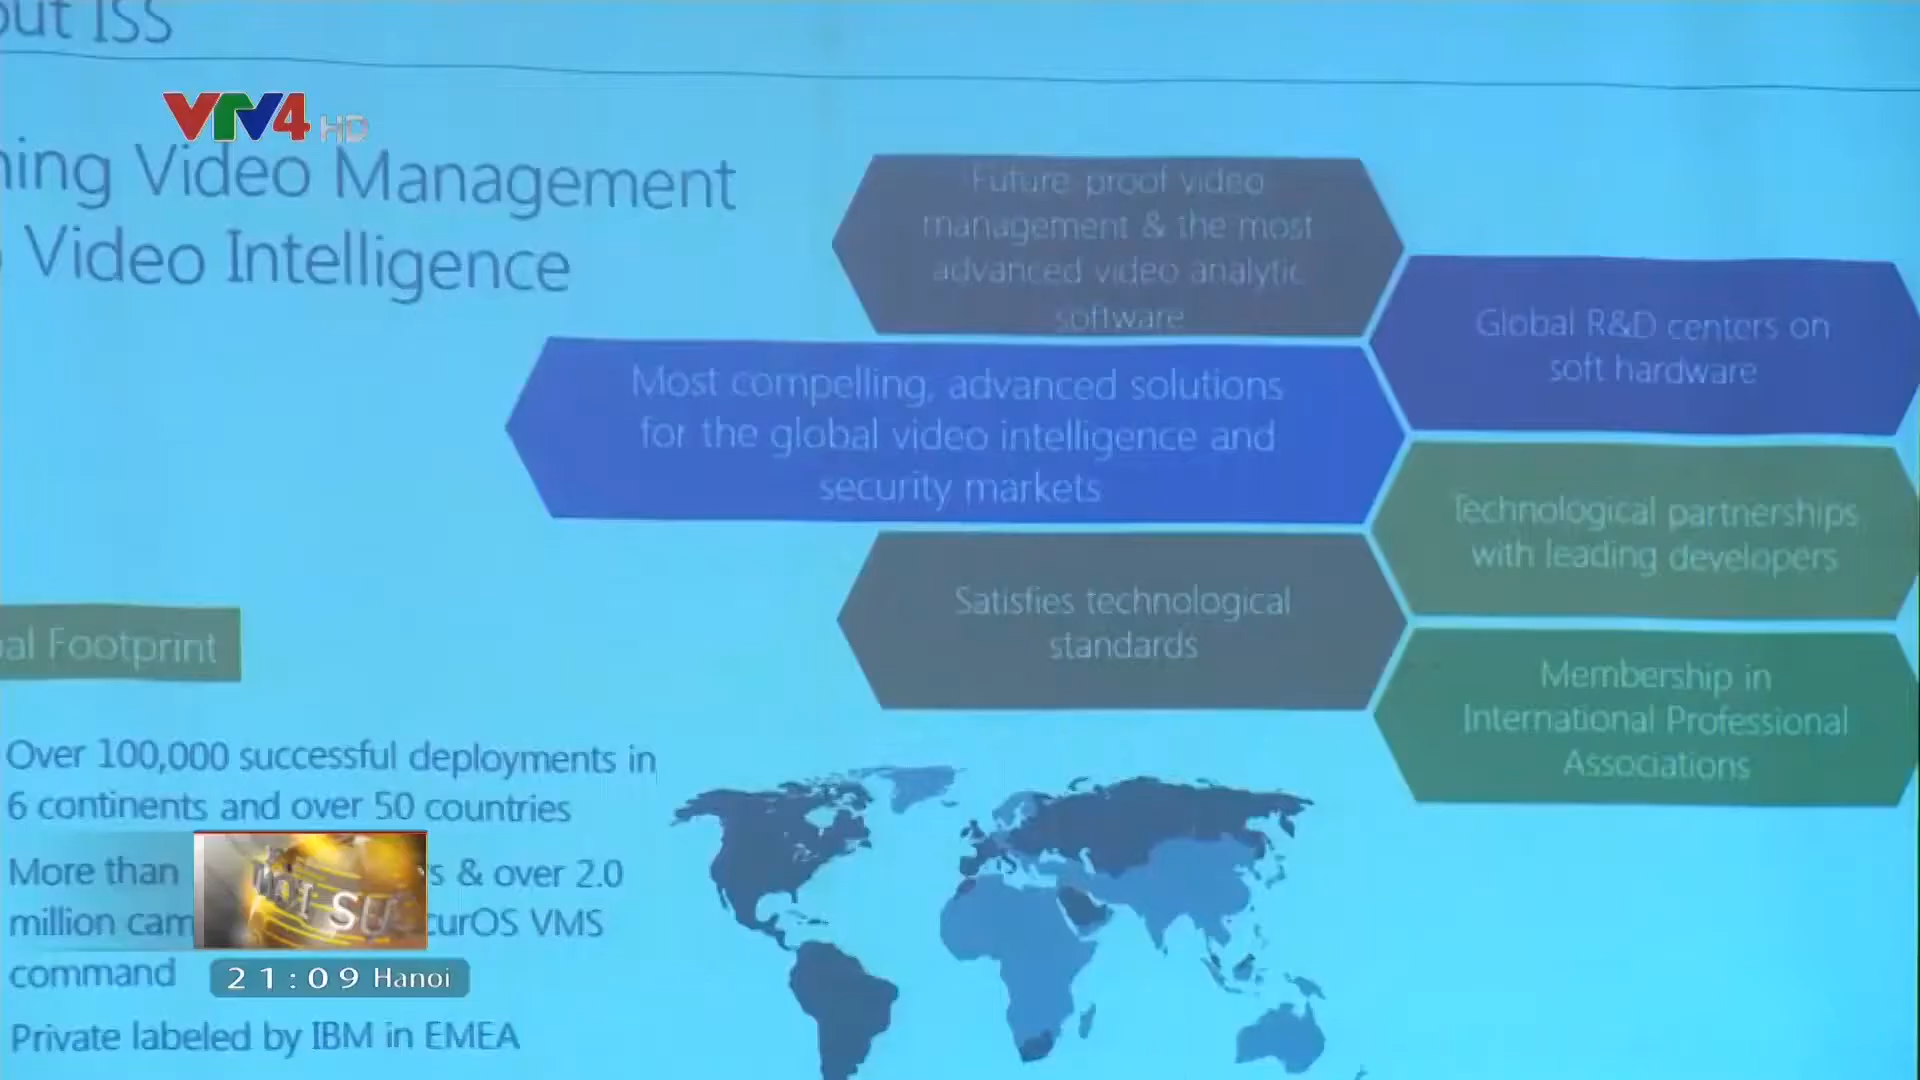 out ISS
VTV4 HD
ning Video Management
Video Intelligence
Future proof video
management & the most
advanced video analytic
software
Global R&D centers on
soft hardware
Most compelling, advanced solutions
for the global video intelligence and
security markets
Technological partnerships
with leading developers
Satisfies technological
standards
Membership in
International Professional
Associations
al Footprint
Over 100,000 successful deployments in
6 continents and over 50 countries
More than s & over 2.0
million cam curOS VMS
command
21:09 Hanoi
Private labeled by IBM in EMEA